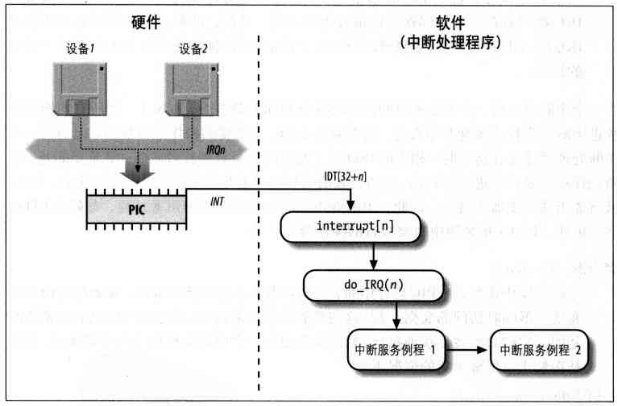 硬件
软件
(中断处理程序)
设备1
设备2
IRQn
PIC
INT
IDT[32+n]
interrupt[n]
do_IRQ(n)
中断服务例程 1
中断服务例程 2